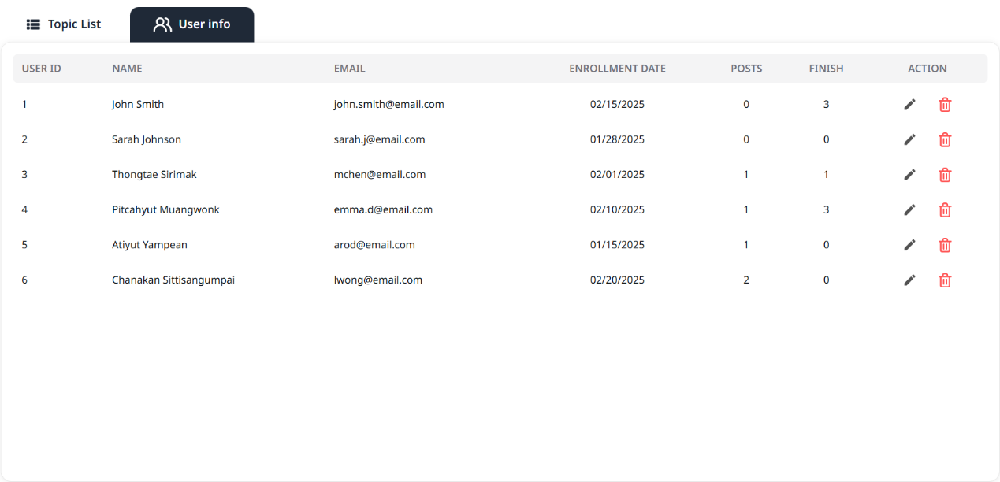 Topic List User info
USER ID NAME EMAIL ENROLLMENT DATE POSTS FINISH ACTION
1 John Smith john.smith@email.com 02/15/2025 0 3
2 Sarah Johnson sarah.j@email.com 01/28/2025 0 0
3 Thongtae Sirimak mchen@email.com 02/01/2025 1 1
4 Pitcahyut Muangwonk emma.d@email.com 02/10/2025 1 3
5 Atiyut Yampean arod@email.com 01/15/2025 1 0
6 Chanakan Sittisangumpai lwong@email.com 02/20/2025 2 0